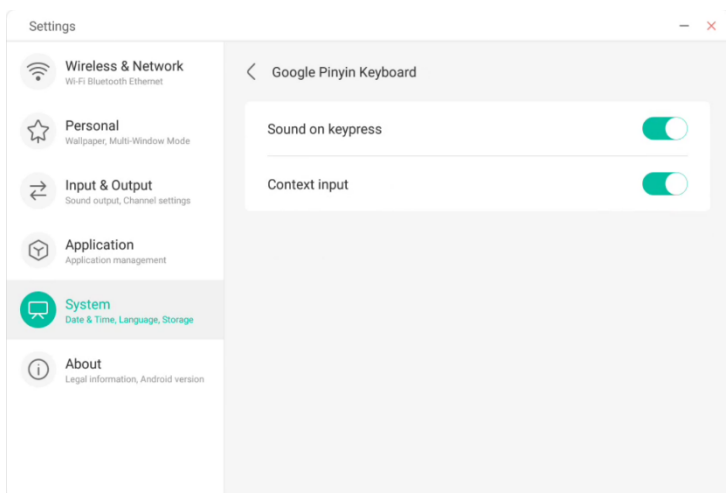 Settings
Wireless & Network
Wi-Fi Bluetooth Ethernet
Personal
Wallpaper, Multi-Window Mode
Input & Output
Sound output, Channel settings
Application
Application management
System
Date & Time, Language, Storage
About
Legal information, Android version
Google Pinyin Keyboard
Sound on keypress
Context input